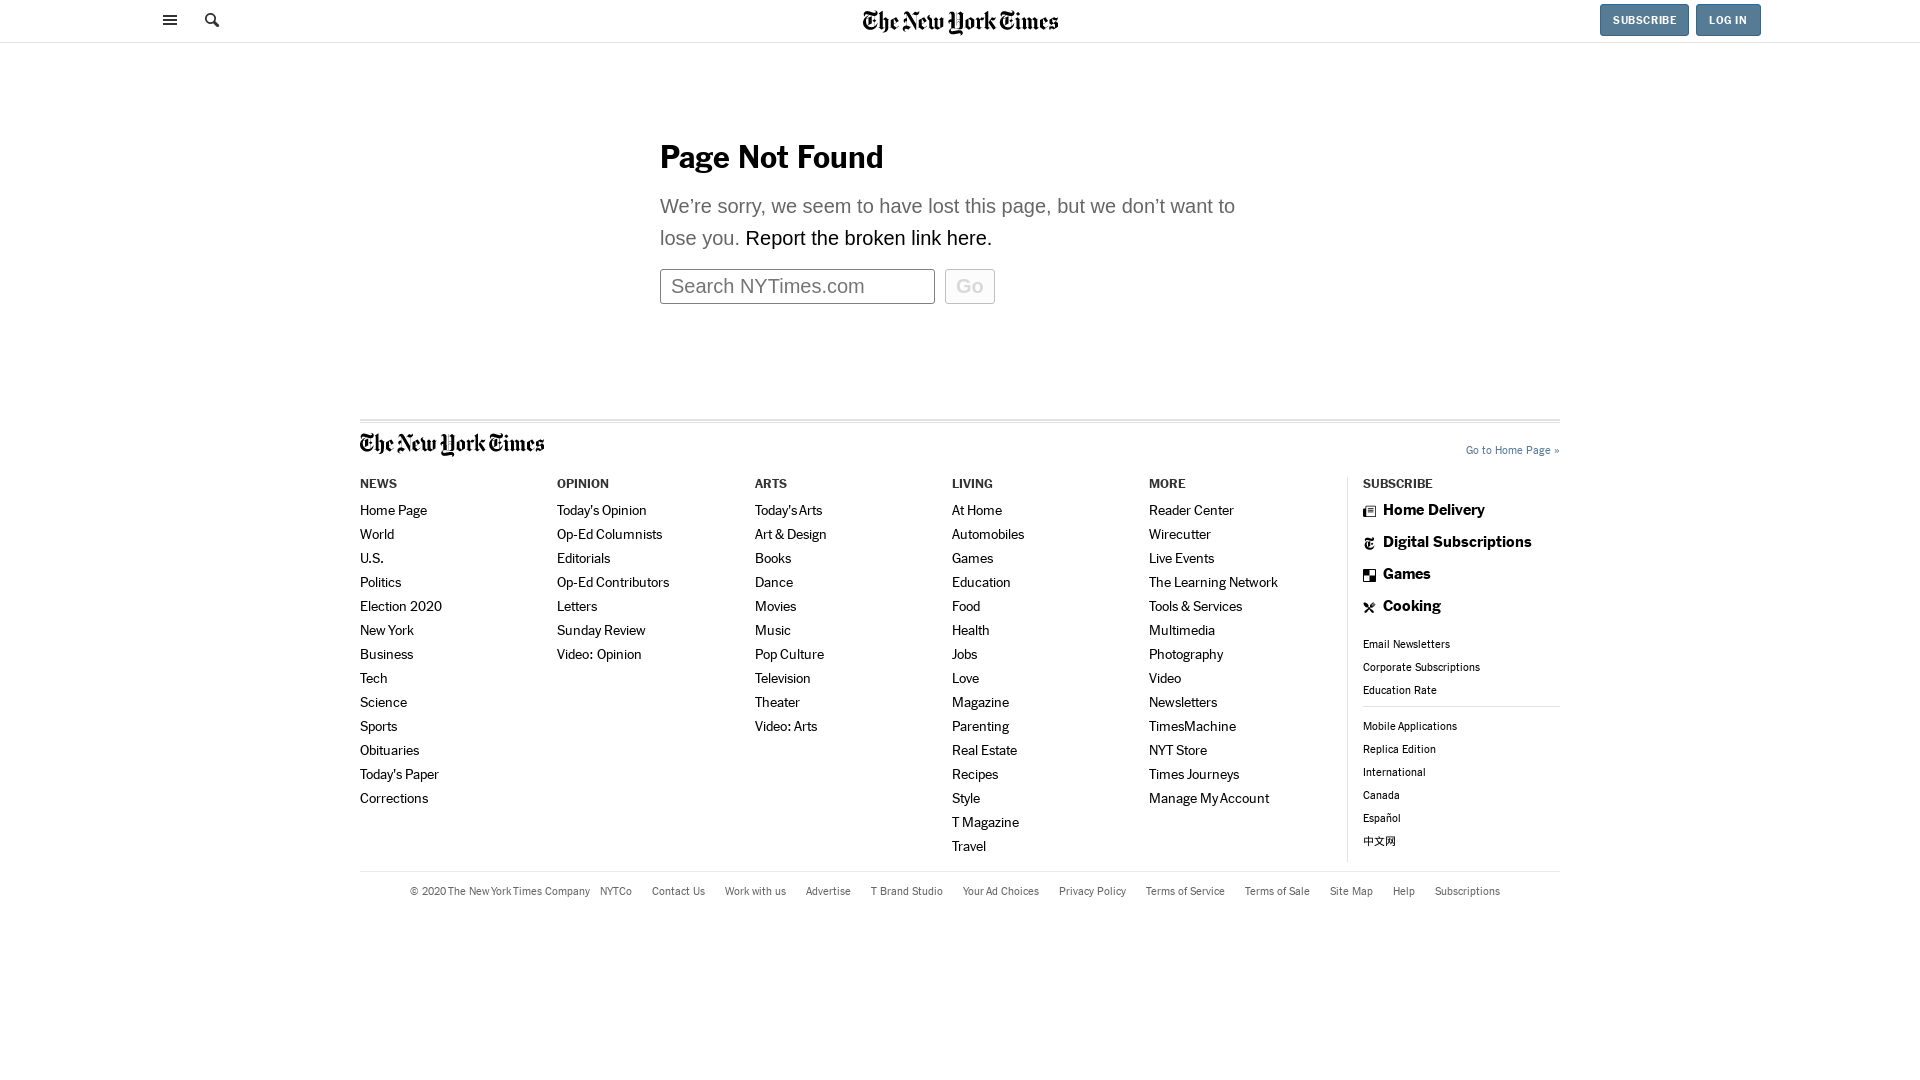 The New York Times
SUBSCRIBE
LOG IN
Page Not Found
We’re sorry, we seem to have lost this page, but we don’t want to
lose you. Report the broken link here.
Search NYTimes.com
Go
The New York Times
Go to Home Page »
NEWS
Home Page
World
U.S.
Politics
Election 2020
New York
Business
Tech
Science
Sports
Obituaries
Today's Paper
Corrections
OPINION
Today's Opinion
Op-Ed Columnists
Editorials
Op-Ed Contributors
Letters
Sunday Review
Video: Opinion
ARTS
Today's Arts
Art & Design
Books
Dance
Movies
Music
Pop Culture
Television
Theater
Video: Arts
LIVING
At Home
Automobiles
Games
Education
Food
Health
Jobs
Love
Magazine
Parenting
Real Estate
Recipes
Style
T Magazine
Travel
MORE
Reader Center
Wirecutter
Live Events
The Learning Network
Tools & Services
Multimedia
Photography
Video
Newsletters
TimesMachine
NYT Store
Times Journeys
Manage My Account
SUBSCRIBE
Home Delivery
Digital Subscriptions
Games
Cooking
Email Newsletters
Corporate Subscriptions
Education Rate
Mobile Applications
Replica Edition
International
Canada
Español
中文网
© 2020 The New York Times Company NYTCo Contact Us Work with us Advertise T Brand Studio Your Ad Choices Privacy Policy Terms of Service Terms of Sale Site Map Help Subscriptions